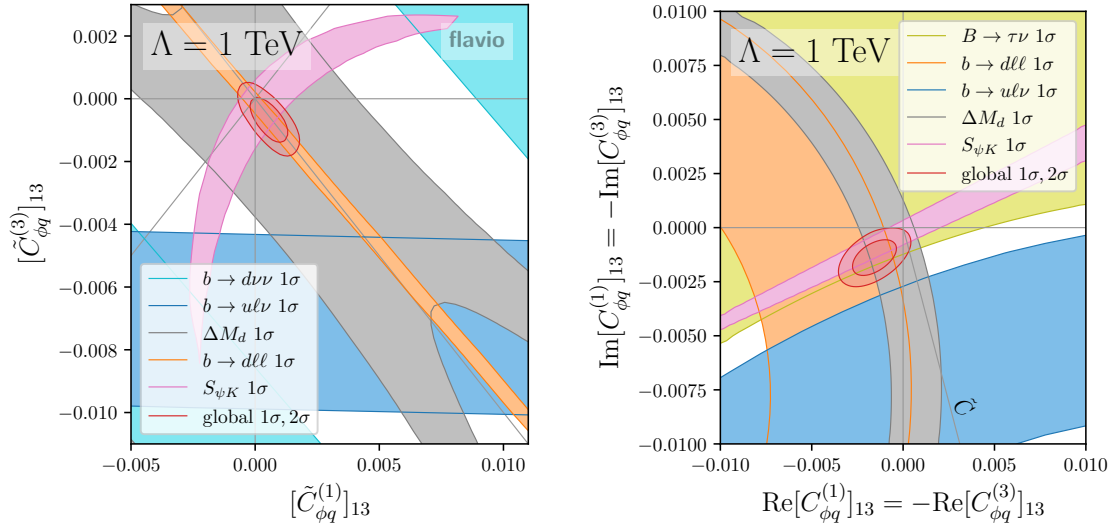 Λ = 1 TeV
flavio
0.002
0.000
−0.002
−0.004
−0.006
−0.008
−0.010
[C̃_{ϕq}^{(3)}]_{13}
b → dνν 1σ
b → uℓν 1σ
ΔM_d 1σ
b → dℓℓ 1σ
S_{ψK} 1σ
global 1σ, 2σ
−0.005
0.000
0.005
0.010
[C̃_{ϕq}^{(1)}]_{13}
Λ = 1 TeV
B → τν 1σ
b → dℓℓ 1σ
b → uℓν 1σ
ΔM_d 1σ
S_{ψK} 1σ
global 1σ, 2σ
0.0100
0.0075
0.0050
0.0025
0.0000
−0.0025
−0.0050
−0.0075
−0.0100
Im[C_{ϕq}^{(1)}]_{13} = −Im[C_{ϕq}^{(3)}]_{13}
C̃
−0.010
−0.005
0.000
0.005
0.010
Re[C_{ϕq}^{(1)}]_{13} = −Re[C_{ϕq}^{(3)}]_{13}